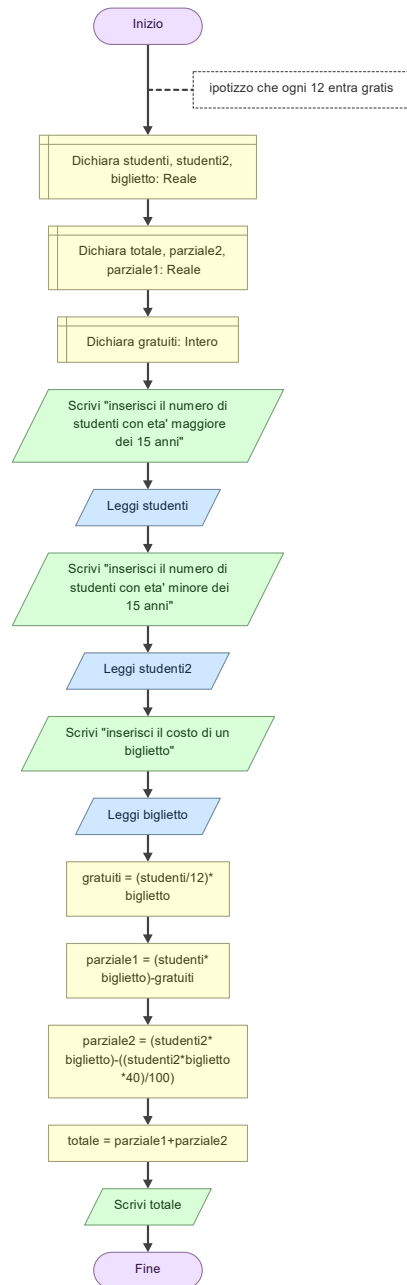 Inizio
ipotizzo che ogni 12 entra gratis
Dichiara studenti, studenti2,
biglietto: Reale
Dichiara totale, parziale2,
parziale1: Reale
Dichiara gratuiti: Intero
Scrivi "inserisci il numero di
studenti con eta' maggiore
dei 15 anni"
Leggi studenti
Scrivi "inserisci il numero di
studenti con eta' minore dei
15 anni"
Leggi studenti2
Scrivi "inserisci il costo di un
biglietto"
Leggi biglietto
gratuiti = (studenti/12)*
biglietto
parziale1 = (studenti*
biglietto)-gratuiti
parziale2 = (studenti2*
biglietto)-((studenti2*biglietto
*40)/100)
totale = parziale1+parziale2
Scrivi totale
Fine